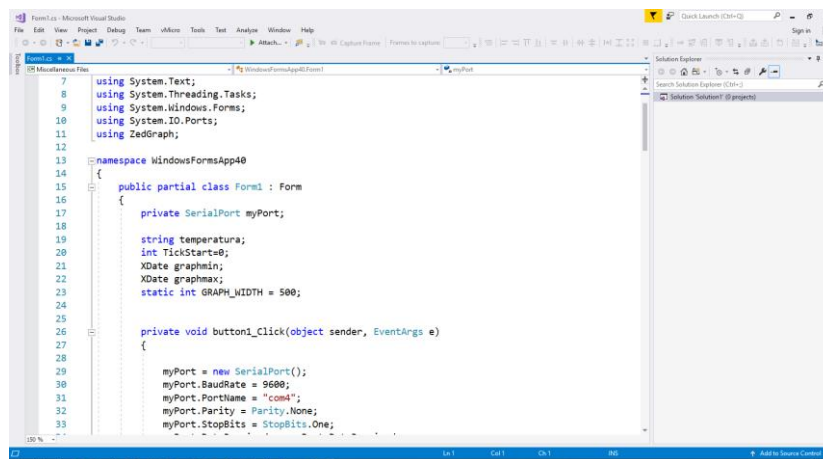 Form1.cs - Microsoft Visual Studio
Quick Launch (Ctrl+Q)
File Edit View Project Debug Team vMicro Tools Test Analyze Window Help
Sign in
Attach...
Capture Frame
Frames to capture
Toolbox
Form1.cs
Miscellaneous Files
WindowsFormsApp40.Form1
myPort
Solution Explorer
Search Solution Explorer (Ctrl+;)
Solution 'Solution1' (0 projects)
7 using System.Text;
8 using System.Threading.Tasks;
9 using System.Windows.Forms;
10 using System.IO.Ports;
11 using ZedGraph;
12
13 namespace WindowsFormsApp40
14 {
15 public partial class Form1 : Form
16 {
17 private SerialPort myPort;
18
19 string temperatura;
20 int TickStart=0;
21 XDate graphmin;
22 XDate graphmax;
23 static int GRAPH_WIDTH = 500;
24
25
26 private void button1_Click(object sender, EventArgs e)
27 {
28
29 myPort = new SerialPort();
30 myPort.BaudRate = 9600;
31 myPort.PortName = "com4";
32 myPort.Parity = Parity.None;
33 myPort.StopBits = StopBits.One;
150 %
Ln 1 Col 1 Ch 1 INS
Add to Source Control